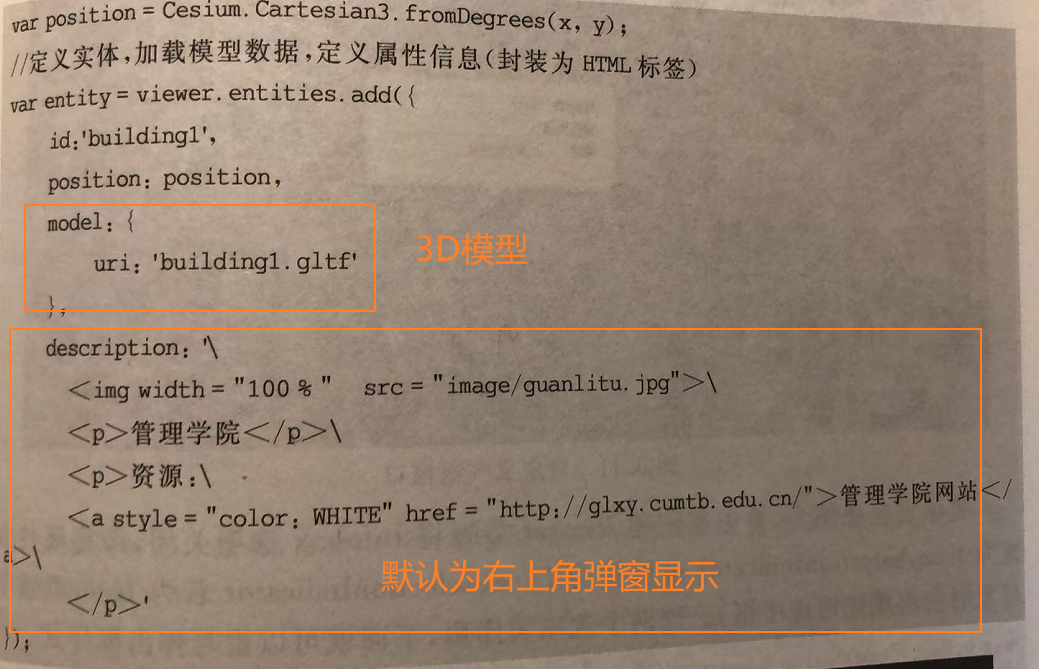 var position = Cesium.Cartesian3.fromDegrees(x, y);
//定义实体,加载模型数据,定义属性信息(封装为 HTML 标签)
var entity = viewer.entities.add({
id:'building1',
position: position,
model: {
uri: 'building1.gltf'
3D模型
},
description: '\
<img width = "100 % " src = "image/guanlitu.jpg">\
<p>管理学院</p>\
<p>资源:\
<a style = "color: WHITE" href = "http://glxy.cumtb.edu.cn/">管理学院网站</
a>\
默认为右上角弹窗显示
</p>'
});